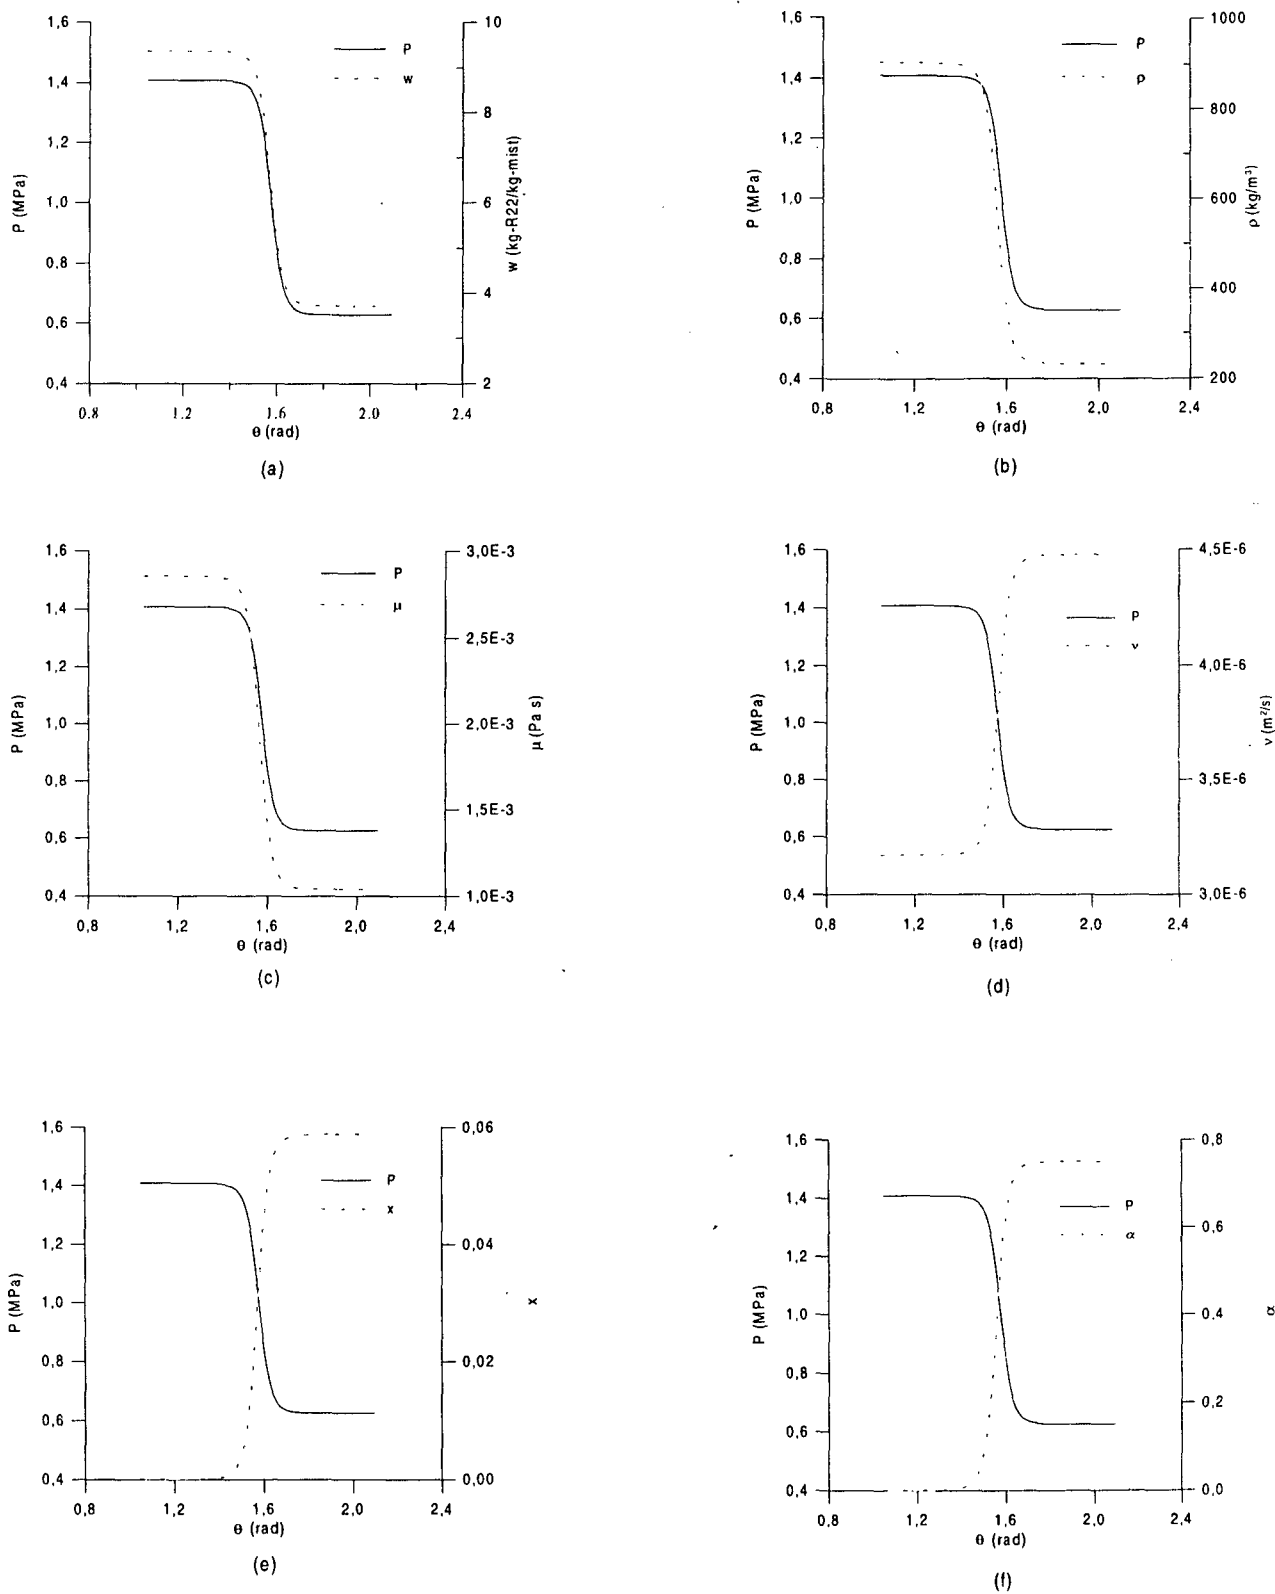 1,6
1,4
1,2
1,0
0,8
0,6
0,4
P (MPa)
0,8
1,2
1,6
2,0
2,4
θ (rad)
10
8
6
4
2
w (kg-R22/kg-mist)
P
w
(a)
1,6
1,4
1,2
1,0
0,8
0,6
0,4
P (MPa)
0,8
1,2
1,6
2,0
2,4
θ (rad)
1000
800
600
400
200
ρ (kg/m³)
P
ρ
(b)
1,6
1,4
1,2
1,0
0,8
0,6
0,4
P (MPa)
0,8
1,2
1,6
2,0
2,4
θ (rad)
3,0E-3
2,5E-3
2,0E-3
1,5E-3
1,0E-3
μ (Pa s)
P
μ
(c)
1,6
1,4
1,2
1,0
0,8
0,6
0,4
P (MPa)
0,8
1,2
1,6
2,0
2,4
θ (rad)
4,5E-6
4,0E-6
3,5E-6
3,0E-6
ν (m²/s)
P
ν
(d)
1,6
1,4
1,2
1,0
0,8
0,6
0,4
P (MPa)
0,8
1,2
1,6
2,0
2,4
θ (rad)
0,06
0,04
0,02
0,00
x
P
x
(e)
1,6
1,4
1,2
1,0
0,8
0,6
0,4
P (MPa)
0,8
1,2
1,6
2,0
2,4
θ (rad)
0,8
0,6
0,4
0,2
0,0
α
P
α
(f)